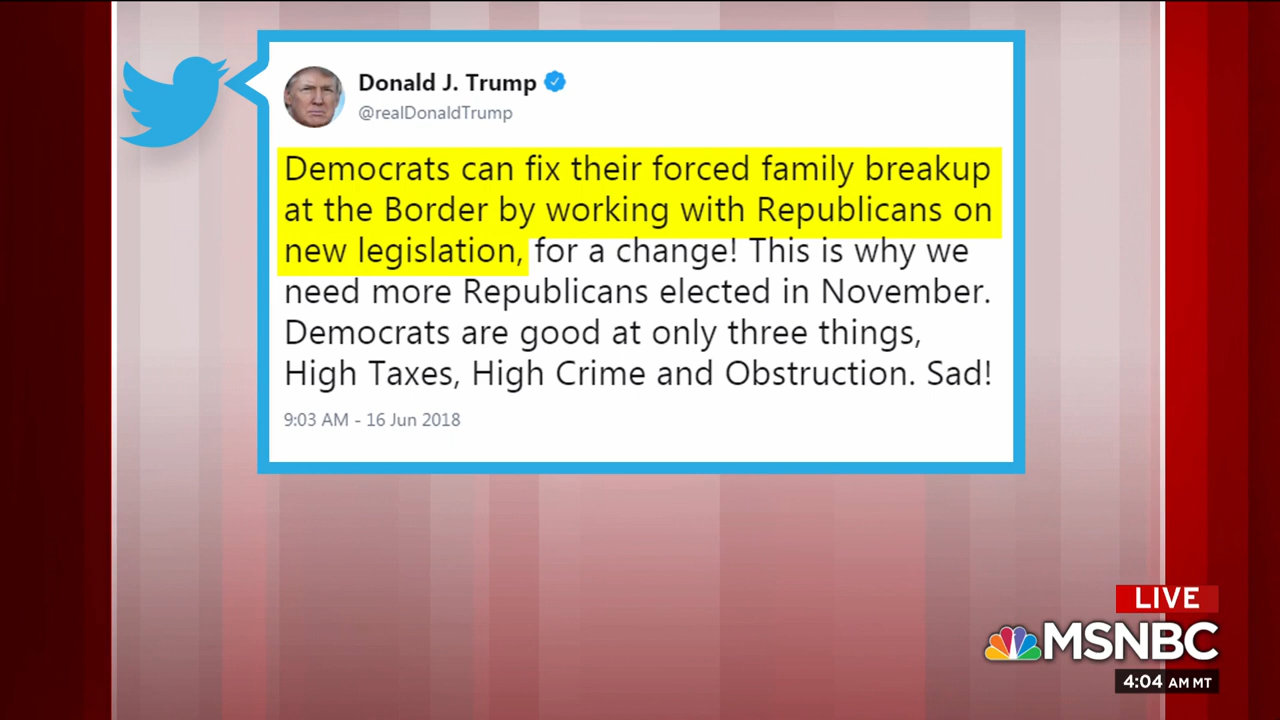 Donald J. Trump
@realDonaldTrump
Democrats can fix their forced family breakup
at the Border by working with Republicans on
new legislation, for a change! This is why we
need more Republicans elected in November.
Democrats are good at only three things,
High Taxes, High Crime and Obstruction. Sad!
9:03 AM - 16 Jun 2018
LIVE
MSNBC
4:04 AM MT